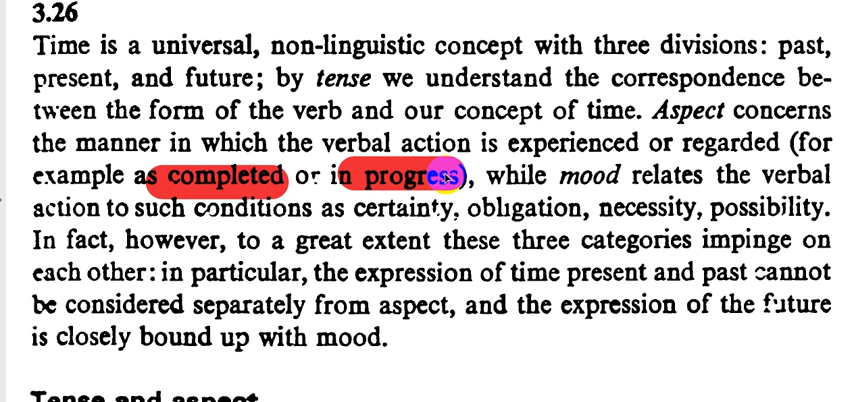 3.26
Time is a universal, non-linguistic concept with three divisions: past,
present, and future; by tense we understand the correspondence be-
tween the form of the verb and our concept of time. Aspect concerns
the manner in which the verbal action is experienced or regarded (for
example as completed or in progress), while mood relates the verbal
action to such conditions as certainty, obligation, necessity, possibility.
In fact, however, to a great extent these three categories impinge on
each other: in particular, the expression of time present and past cannot
be considered separately from aspect, and the expression of the future
is closely bound up with mood.
Tense and aspect